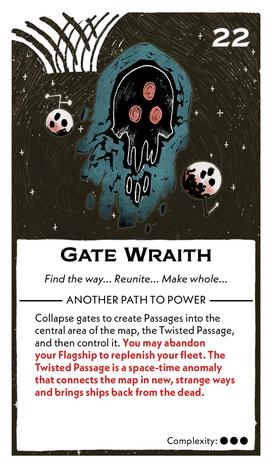 22
GATE WRAITH
Find the way... Reunite... Make whole...
ANOTHER PATH TO POWER
Collapse gates to create Passages into the
central area of the map, the Twisted Passage,
and then control it. You may abandon
your Flagship to replenish your fleet. The
Twisted Passage is a space-time anomaly
that connects the map in new, strange ways
and brings ships back from the dead.
Complexity: